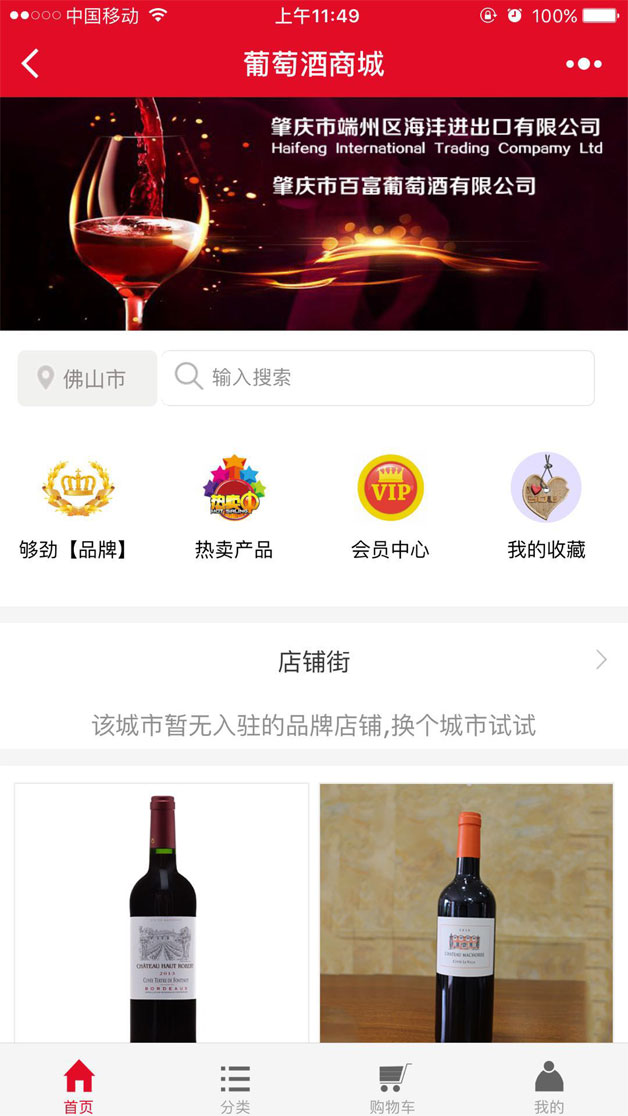 中国移动
上午11:49
100%
葡萄酒商城
肇庆市端州区海沣进出口有限公司
Haifeng International Trading Compamy Ltd
肇庆市百富葡萄酒有限公司
佛山市
输入搜索
热卖中
VIP
够劲【品牌】
热卖产品
会员中心
我的收藏
店铺街
该城市暂无入驻的品牌店铺,换个城市试试
CHÂTEAU HAUT
2013
BORDEAUX
首页
分类
购物车
我的